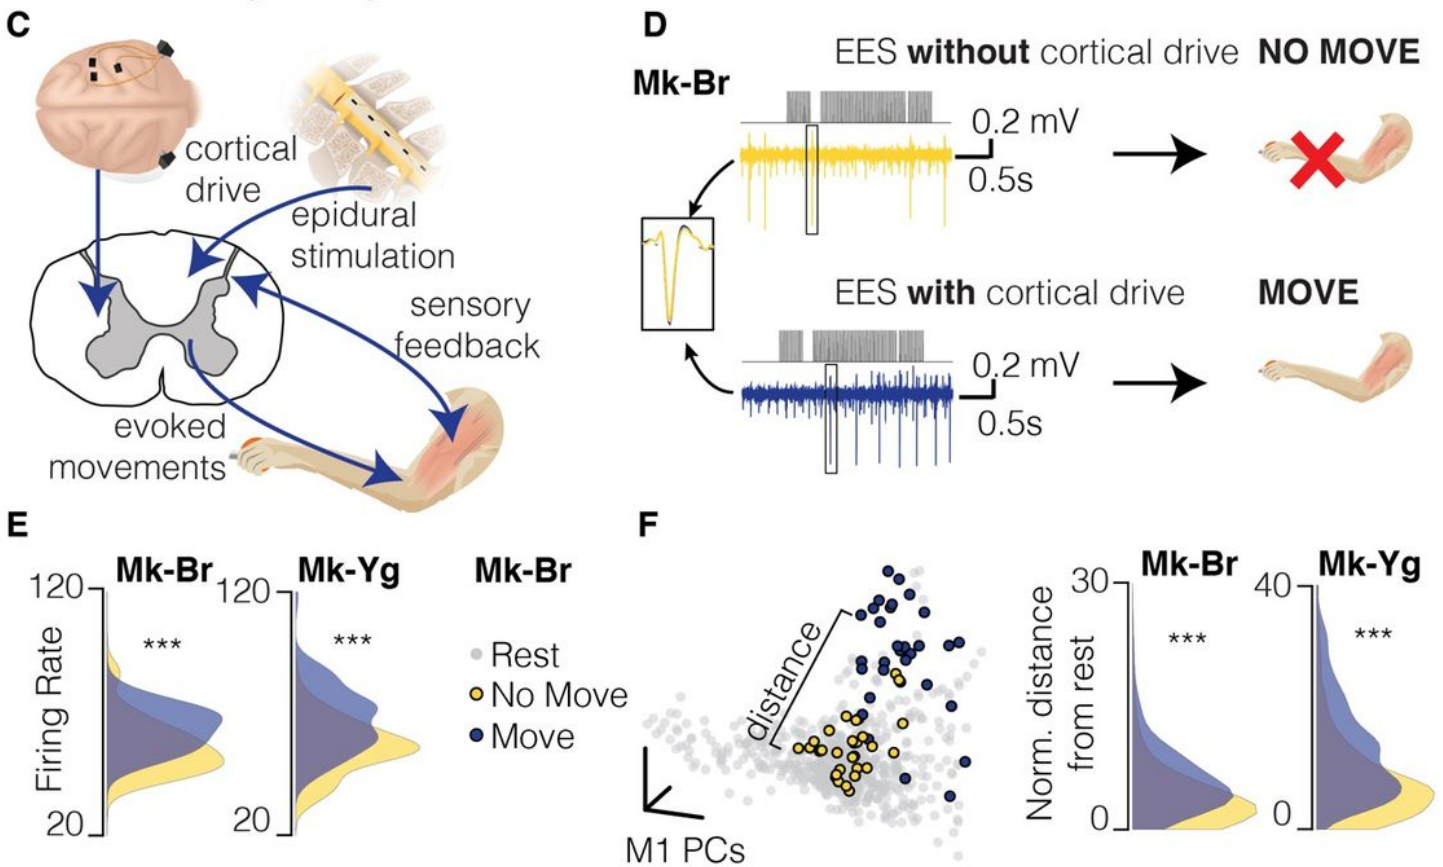 C
cortical
drive
epidural
stimulation
sensory
feedback
evoked
movements
D
EES without cortical drive NO MOVE
Mk-Br
0.2 mV
0.5s
EES with cortical drive MOVE
0.2 mV
0.5s
E
Mk-Br
Mk-Yg
120
120
***
***
Firing Rate
20
20
Mk-Br
Rest
No Move
Move
F
distance
M1 PCs
Mk-Br
Mk-Yg
30
40
***
***
Norm. distance
from rest
0
0